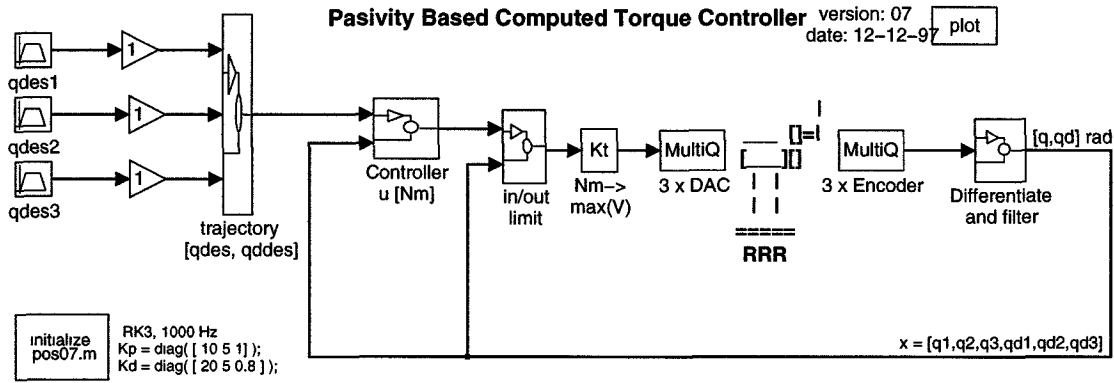 Pasivity Based Computed Torque Controller
version: 07
date: 12-12-97
plot
qdes1
1
qdes2
1
qdes3
1
trajectory
[qdes, qddes]
Controller
u [Nm]
in/out
limit
Kt
Nm->
max(V)
MultiQ
3 x DAC
RRR
MultiQ
3 x Encoder
Differentiate
and filter
[q,qd] rad
initialize
pos07.m
RK3, 1000 Hz
Kp = diag( [ 10 5 1] );
Kd = diag( [ 20 5 0.8 ] );
x = [q1,q2,q3,qd1,qd2,qd3]